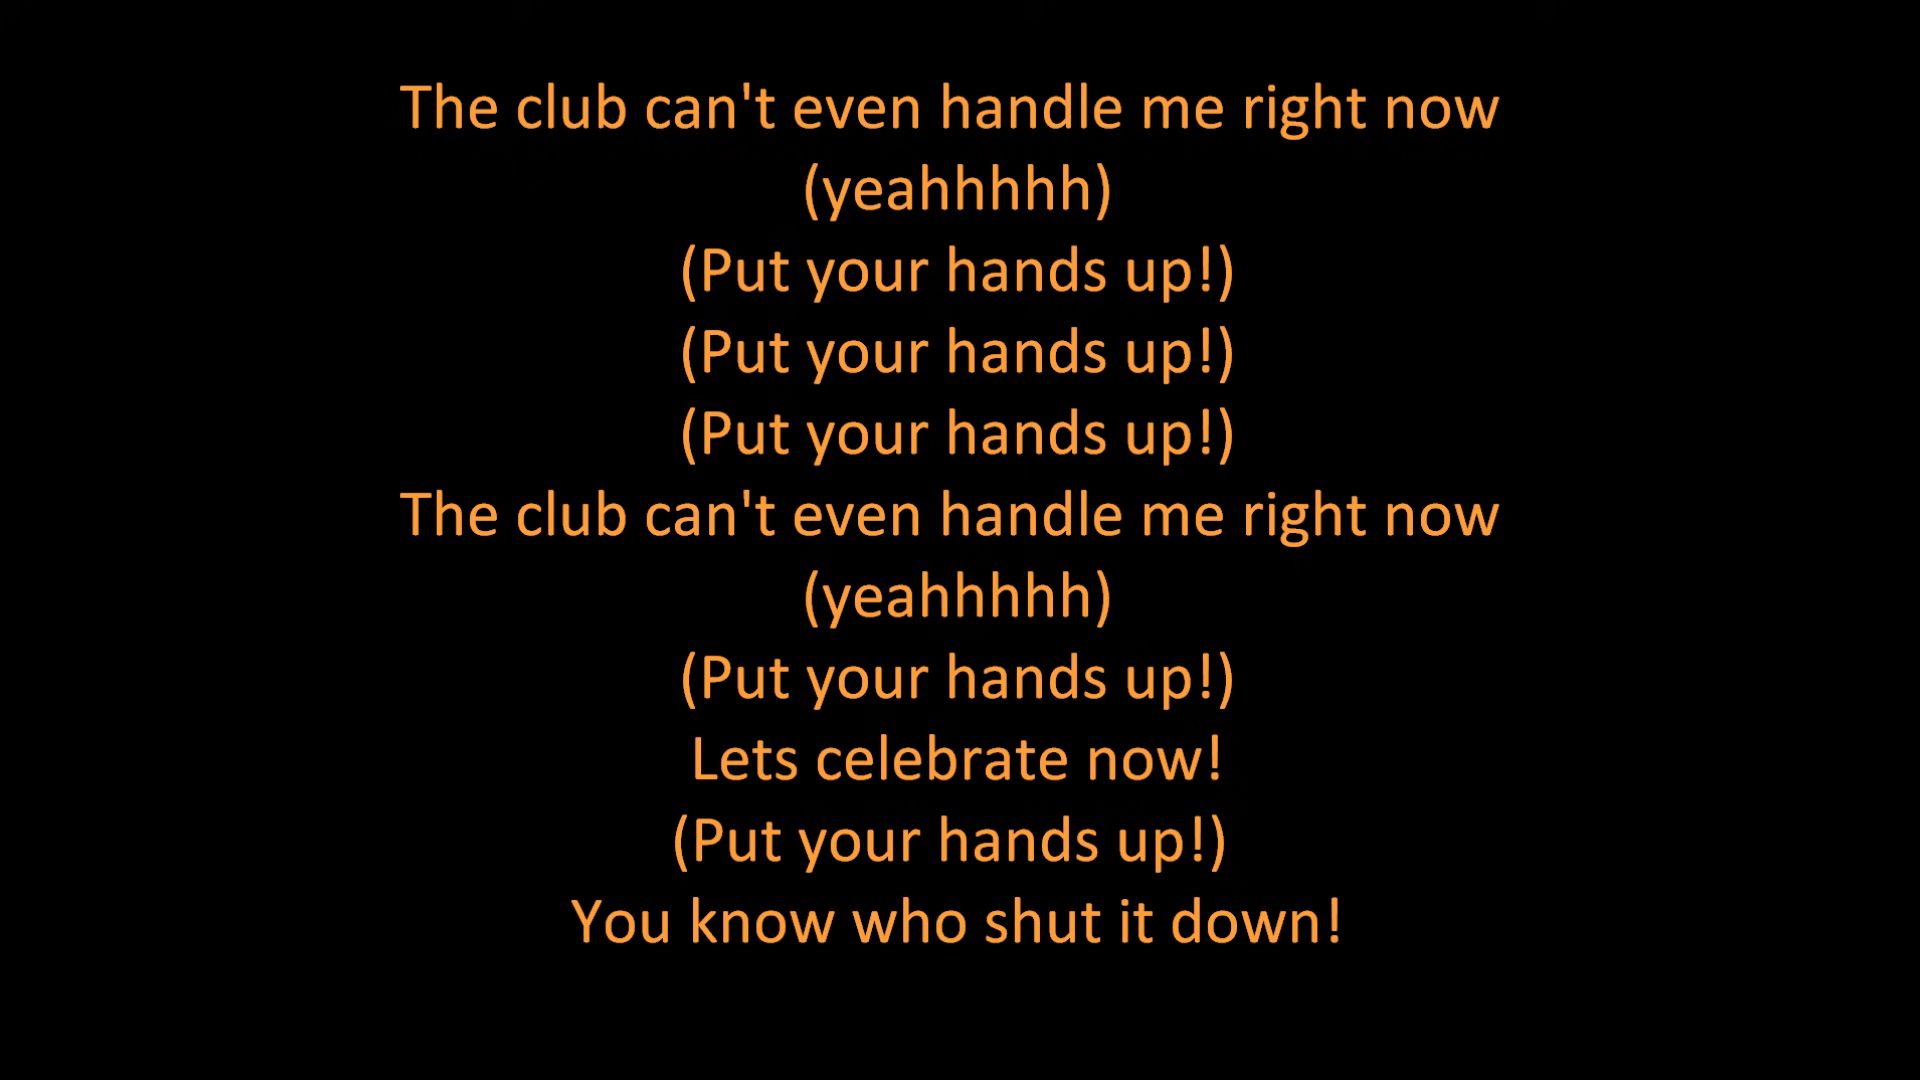 The club can't even handle me right now
(yeahhhhh)
(Put your hands up!)
(Put your hands up!)
(Put your hands up!)
The club can't even handle me right now
(yeahhhhh)
(Put your hands up!)
Lets celebrate now!
(Put your hands up!)
You know who shut it down!